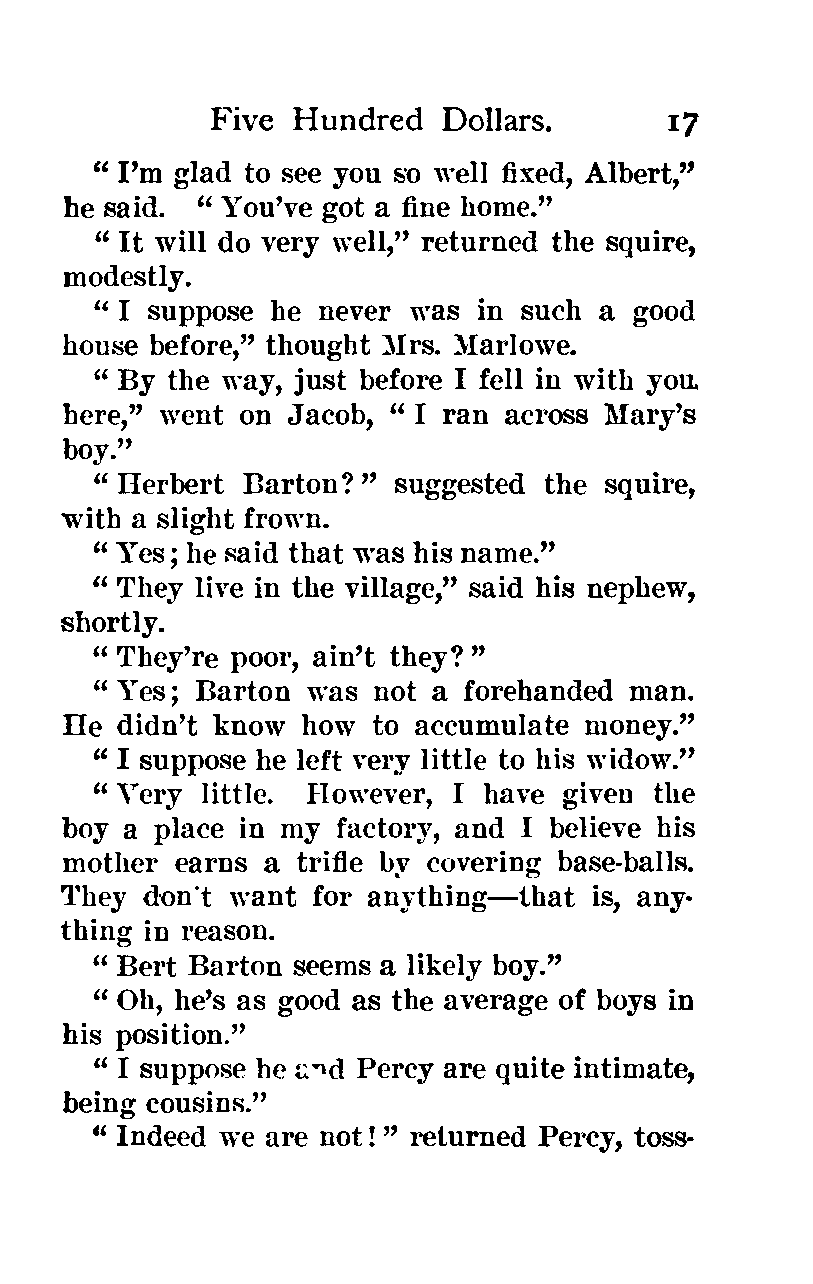 Five Hundred Dollars. 17
“ I’m glad to see you so well fixed, Albert,”
he said. “ You’ve got a fine home.”
“ It will do very well,” returned the squire,
modestly.
“ I suppose he never was in such a good
house before,” thought Mrs. Marlowe.
“ By the way, just before I fell in with you
here,” went on Jacob, “ I ran across Mary’s
boy.”
“ Herbert Barton? ” suggested the squire,
with a slight frown.
“ Yes; he said that was his name.”
“ They live in the village,” said his nephew,
shortly.
“ They’re poor, ain’t they? ”
“ Yes; Barton was not a forehanded man.
He didn’t know how to accumulate money.”
“ I suppose he left very little to his widow.”
“ Very little. However, I have given the
boy a place in my factory, and I believe his
mother earns a trifle by covering base-balls.
They don’t want for anything—that is, any-
thing in reason.
“ Bert Barton seems a likely boy.”
“ Oh, he’s as good as the average of boys in
his position.”
“ I suppose he and Percy are quite intimate,
being cousins.”
“ Indeed we are not! ” returned Percy, toss-